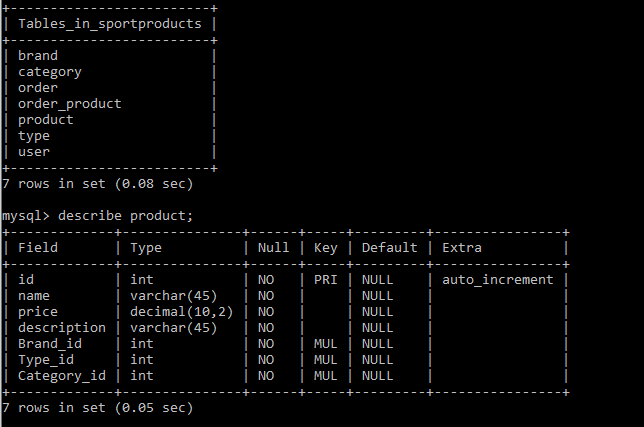 +-------------------------+
| Tables_in_sportproducts |
+-------------------------+
| brand                   |
| category                |
| order                   |
| order_product           |
| product                 |
| type                    |
| user                    |
+-------------------------+
7 rows in set (0.08 sec)
mysql> describe product;
+-------------+---------------+------+-----+---------+----------------+
| Field       | Type          | Null | Key | Default | Extra          |
+-------------+---------------+------+-----+---------+----------------+
| id          | int           | NO   | PRI | NULL    | auto_increment |
| name        | varchar(45)   | NO   |     | NULL    |                |
| price       | decimal(10,2) | NO   |     | NULL    |                |
| description | varchar(45)   | NO   |     | NULL    |                |
| Brand_id    | int           | NO   | MUL | NULL    |                |
| Type_id     | int           | NO   | MUL | NULL    |                |
| Category_id | int           | NO   | MUL | NULL    |                |
+-------------+---------------+------+-----+---------+----------------+
7 rows in set (0.05 sec)